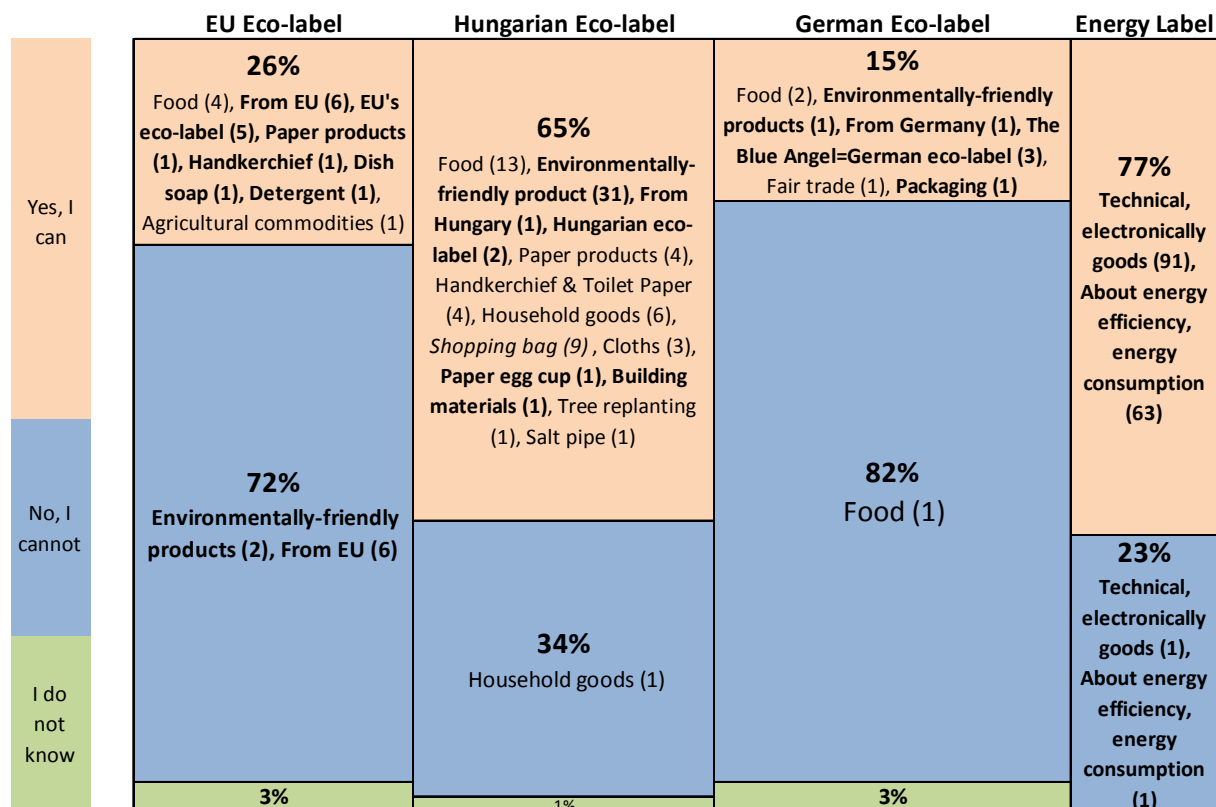 EU Eco-label
Hungarian Eco-label
German Eco-label
Energy Label
Yes, I
can
No, I
cannot
I do
not
know
26%
Food (4), From EU (6), EU's
eco-label (5), Paper products
(1), Handkerchief (1), Dish
soap (1), Detergent (1),
Agricultural commodities (1)
72%
Environmentally-friendly
products (2), From EU (6)
3%
65%
Food (13), Environmentally-
friendly product (31), From
Hungary (1), Hungarian eco-
label (2), Paper products (4),
Handkerchief & Toilet Paper
(4), Household goods (6),
Shopping bag (9) , Cloths (3),
Paper egg cup (1), Building
materials (1), Tree replanting
(1), Salt pipe (1)
34%
Household goods (1)
1%
15%
Food (2), Environmentally-friendly
products (1), From Germany (1), The
Blue Angel=German eco-label (3),
Fair trade (1), Packaging (1)
82%
Food (1)
3%
77%
Technical,
electronically
goods (91),
About energy
efficiency,
energy
consumption
(63)
23%
Technical,
electronically
goods (1),
About energy
efficiency,
energy
consumption
(1)